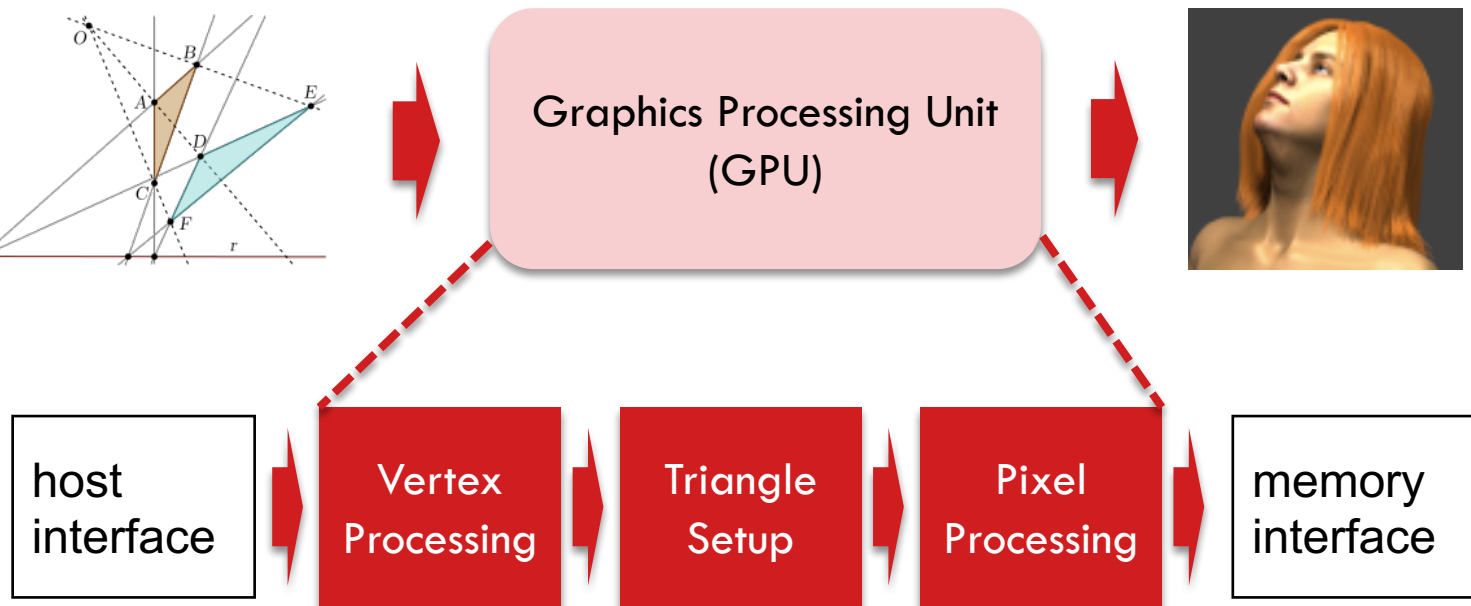 O
B
A
E
D
C
F
r
Graphics Processing Unit
(GPU)
host
interface
Vertex
Processing
Triangle
Setup
Pixel
Processing
memory
interface